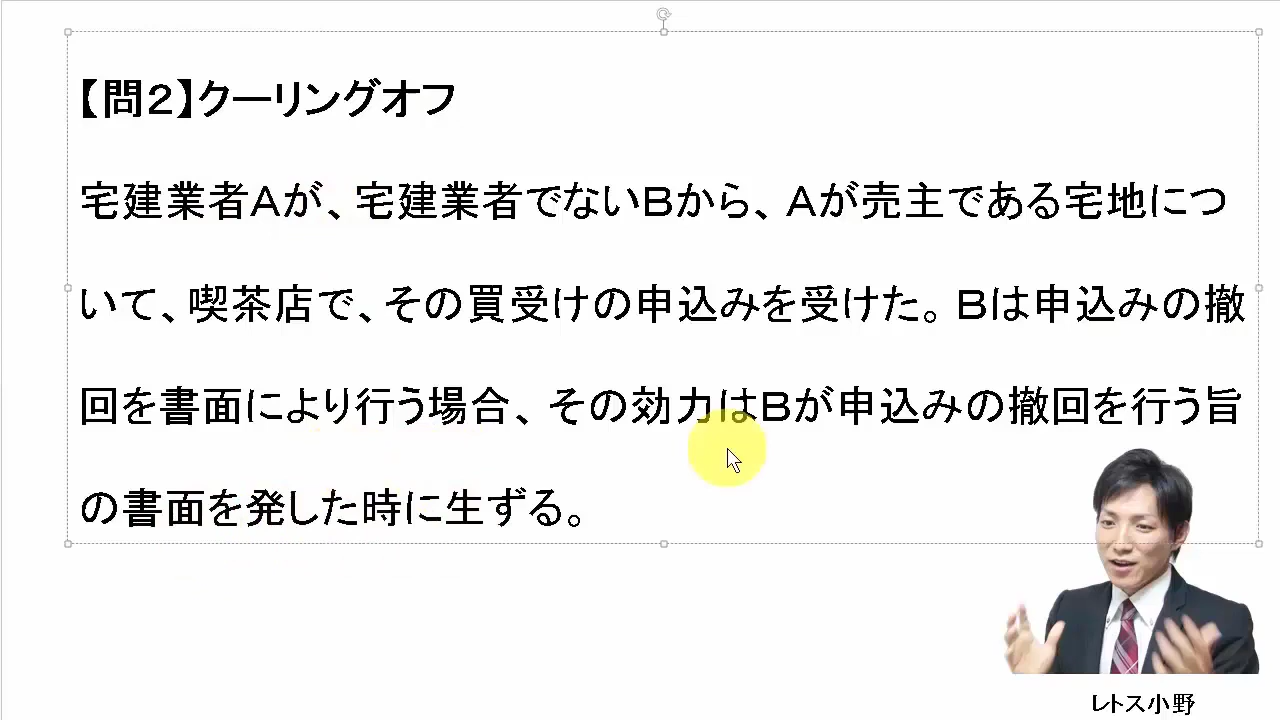 【問２】クーリングオフ
宅建業者Ａが、宅建業者でないＢから、Ａが売主である宅地につ
いて、喫茶店で、その買受けの申込みを受けた。Ｂは申込みの撤
回を書面により行う場合、その効力はＢが申込みの撤回を行う旨
の書面を発した時に生ずる。
レトス小野